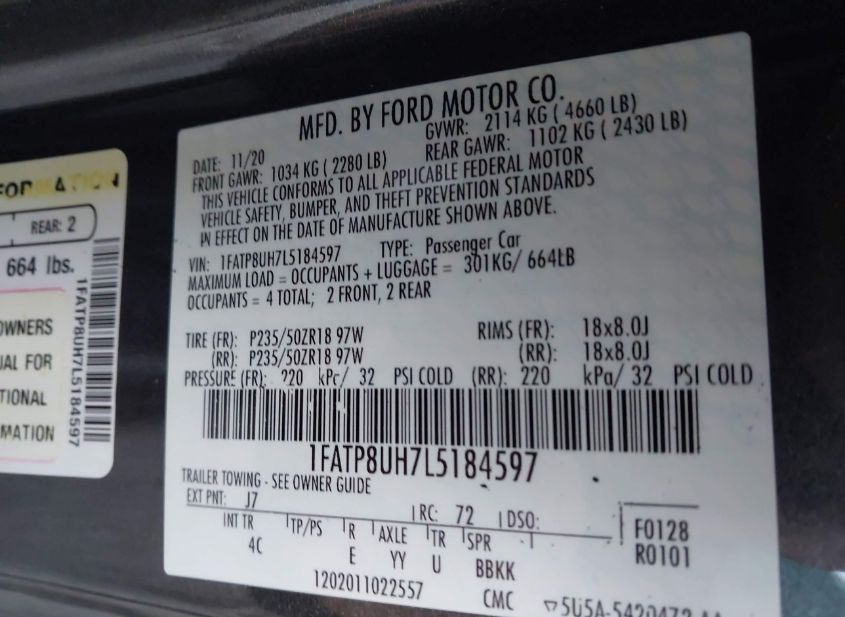 MFD. BY FORD MOTOR CO.
DATE: 11/20 GVWR: 2114 KG ( 4660 LB)
FRONT GAWR: 1034 KG ( 2280 LB) REAR GAWR: 1102 KG ( 2430 LB)
THIS VEHICLE CONFORMS TO ALL APPLICABLE FEDERAL MOTOR
VEHICLE SAFETY, BUMPER, AND THEFT PREVENTION STANDARDS
IN EFFECT ON THE DATE OF MANUFACTURE SHOWN ABOVE.
VIN: 1FATP8UH7L5184597 TYPE: Passenger Car
MAXIMUM LOAD = OCCUPANTS + LUGGAGE = 301KG/ 664LB
OCCUPANTS = 4 TOTAL; 2 FRONT, 2 REAR
TIRE (FR): P235/50ZR18 97W RIMS (FR): 18x8.0J
(RR): P235/50ZR18 97W (RR): 18x8.0J
PRESSURE (FR): 220 kPa/ 32 PSI COLD (RR): 220 kPa/ 32 PSI COLD
1FATP8UH7L5184597
TRAILER TOWING - SEE OWNER GUIDE
EXT PNT: J7 RC: 72 DSO:
INT TR TP/PS R AXLE TR SPR F0128
4C E YY U BBKK R0101
1202011022557 CMC
REAR: 2
664 lbs.
OWNERS
FOR
MATION
1FATP8UH7L5184597